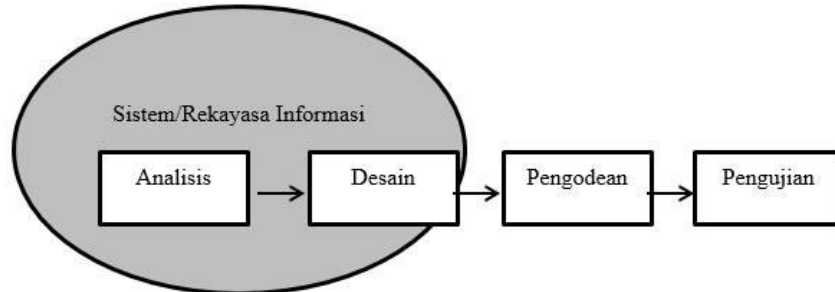 Sistem/Rekayasa Informasi
Analisis
Desain
Pengodean
Pengujian